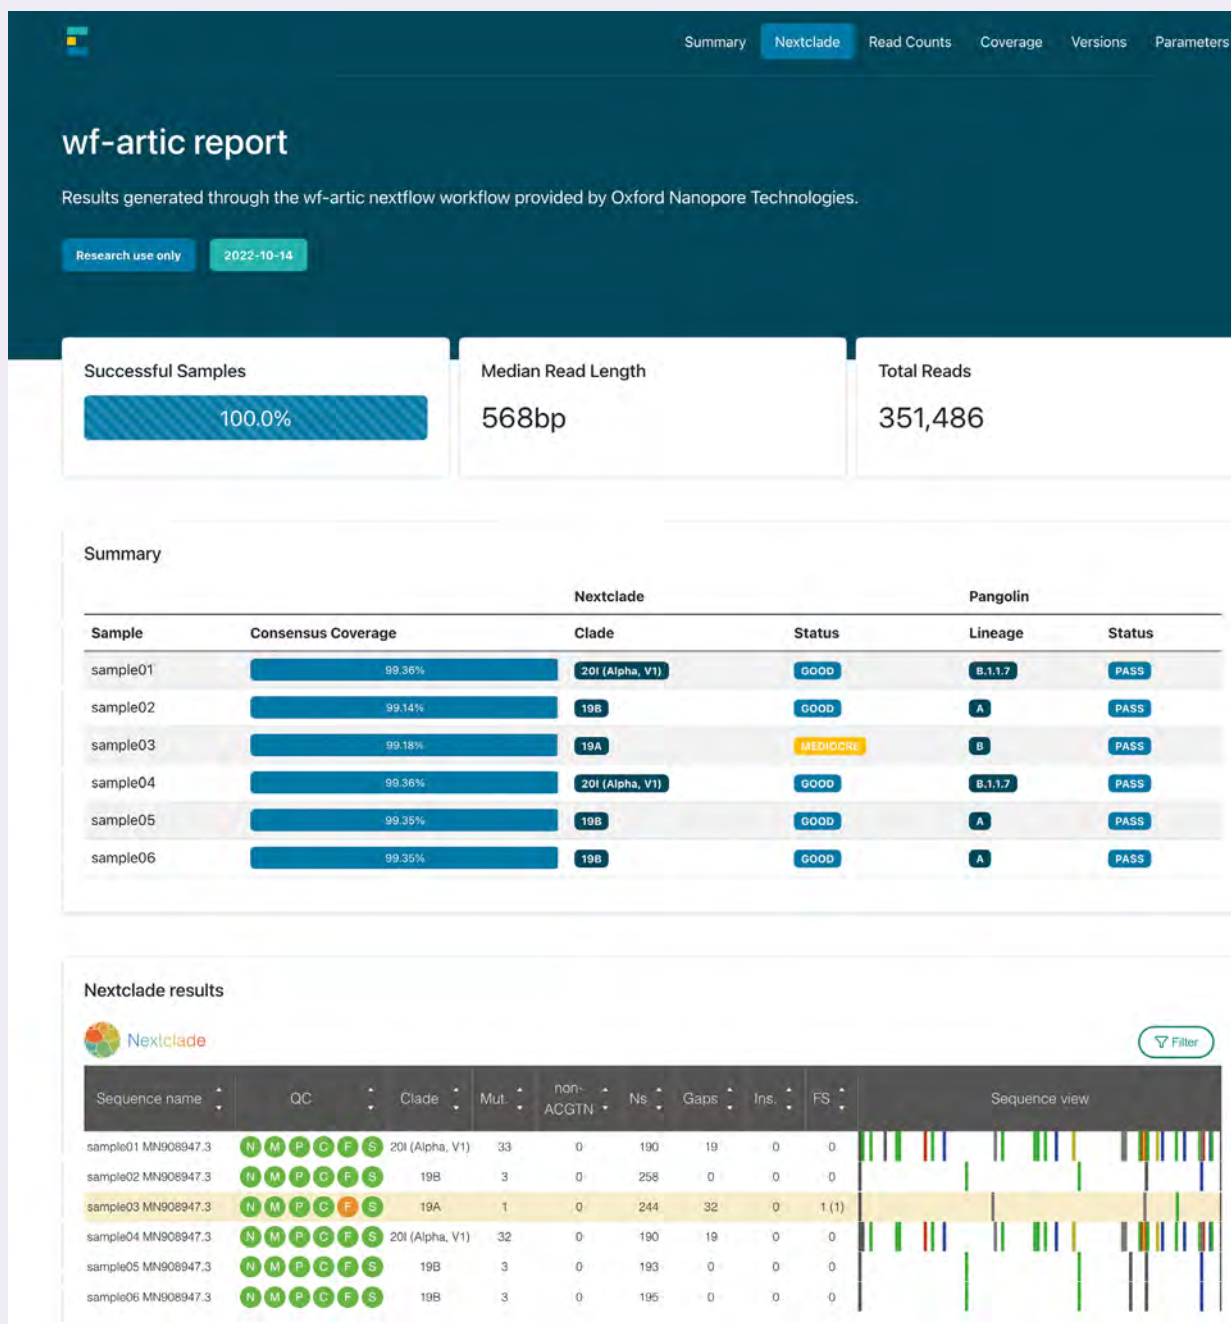 Summary Nextclade Read Counts Coverage Versions Parameters
wf-artic report
Results generated through the wf-artic nextflow workflow provided by Oxford Nanopore Technologies.
Research use only 2022-10-14
Successful Samples Median Read Length Total Reads
100.0% 568bp 351,486
Summary
Nextclade Pangolin
Sample Consensus Coverage Clade Status Lineage Status
sample01 99.36% 20I (Alpha, V1) GOOD B.1.1.7 PASS
sample02 99.14% 19B GOOD A PASS
sample03 99.18% 19A MEDIOCRE B PASS
sample04 99.36% 20I (Alpha, V1) GOOD B.1.1.7 PASS
sample05 99.35% 19B GOOD A PASS
sample06 99.35% 19B GOOD A PASS
Nextclade results
Nextclade Filter
Sequence name QC Clade Mut. non-ACGTN Ns Gaps Ins. FS Sequence view
sample01 MN908947.3 N M P C F S 20I (Alpha, V1) 33 0 190 19 0 0
sample02 MN908947.3 N M P C F S 19B 3 0 258 0 0 0
sample03 MN908947.3 N M P C F S 19A 1 0 244 32 0 1 (1)
sample04 MN908947.3 N M P C F S 20I (Alpha, V1) 32 0 190 19 0 0
sample05 MN908947.3 N M P C F S 19B 3 0 193 0 0 0
sample06 MN908947.3 N M P C F S 19B 3 0 195 0 0 0